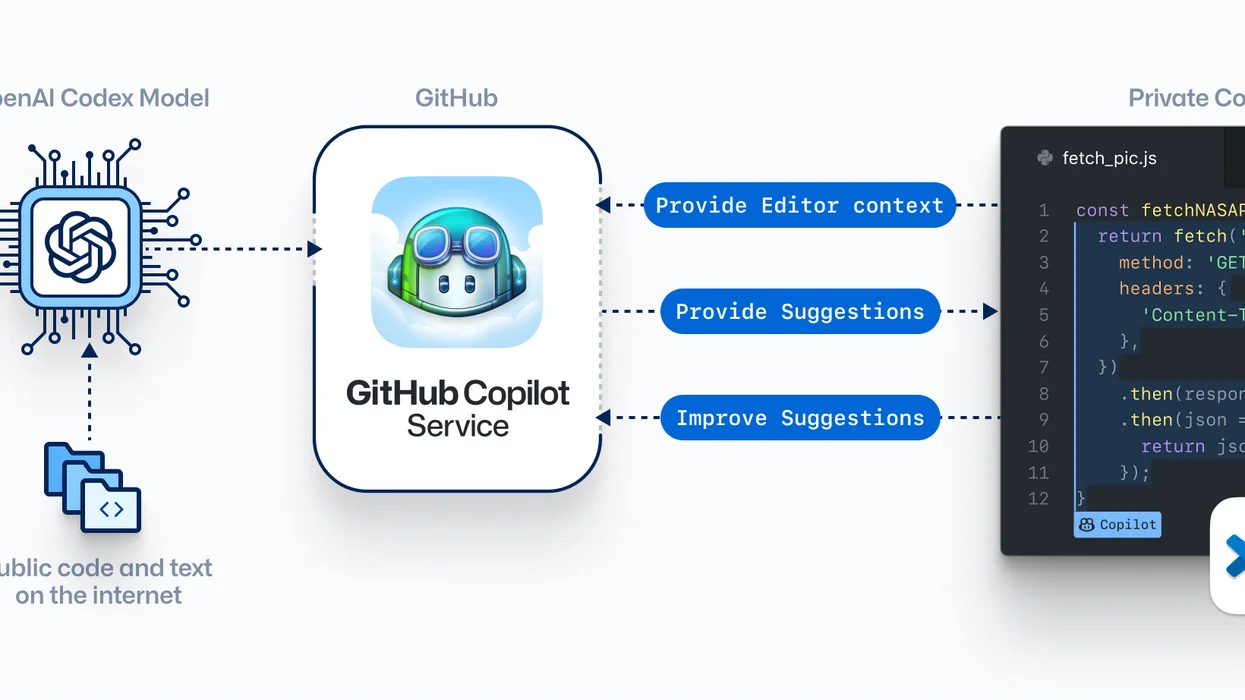 penAI Codex Model
GitHub
Private Co
fetch_pic.js
Provide Editor context
Provide Suggestions
Improve Suggestions
GitHub Copilot
Service
1 const fetchNASAP
2 return fetch('
3 method: 'GET
4 headers: {
5 'Content-T
6 },
7 })
8 .then(respon
9 .then(json =
10 return jso
11 });
12 }
Copilot
ublic code and text
on the internet